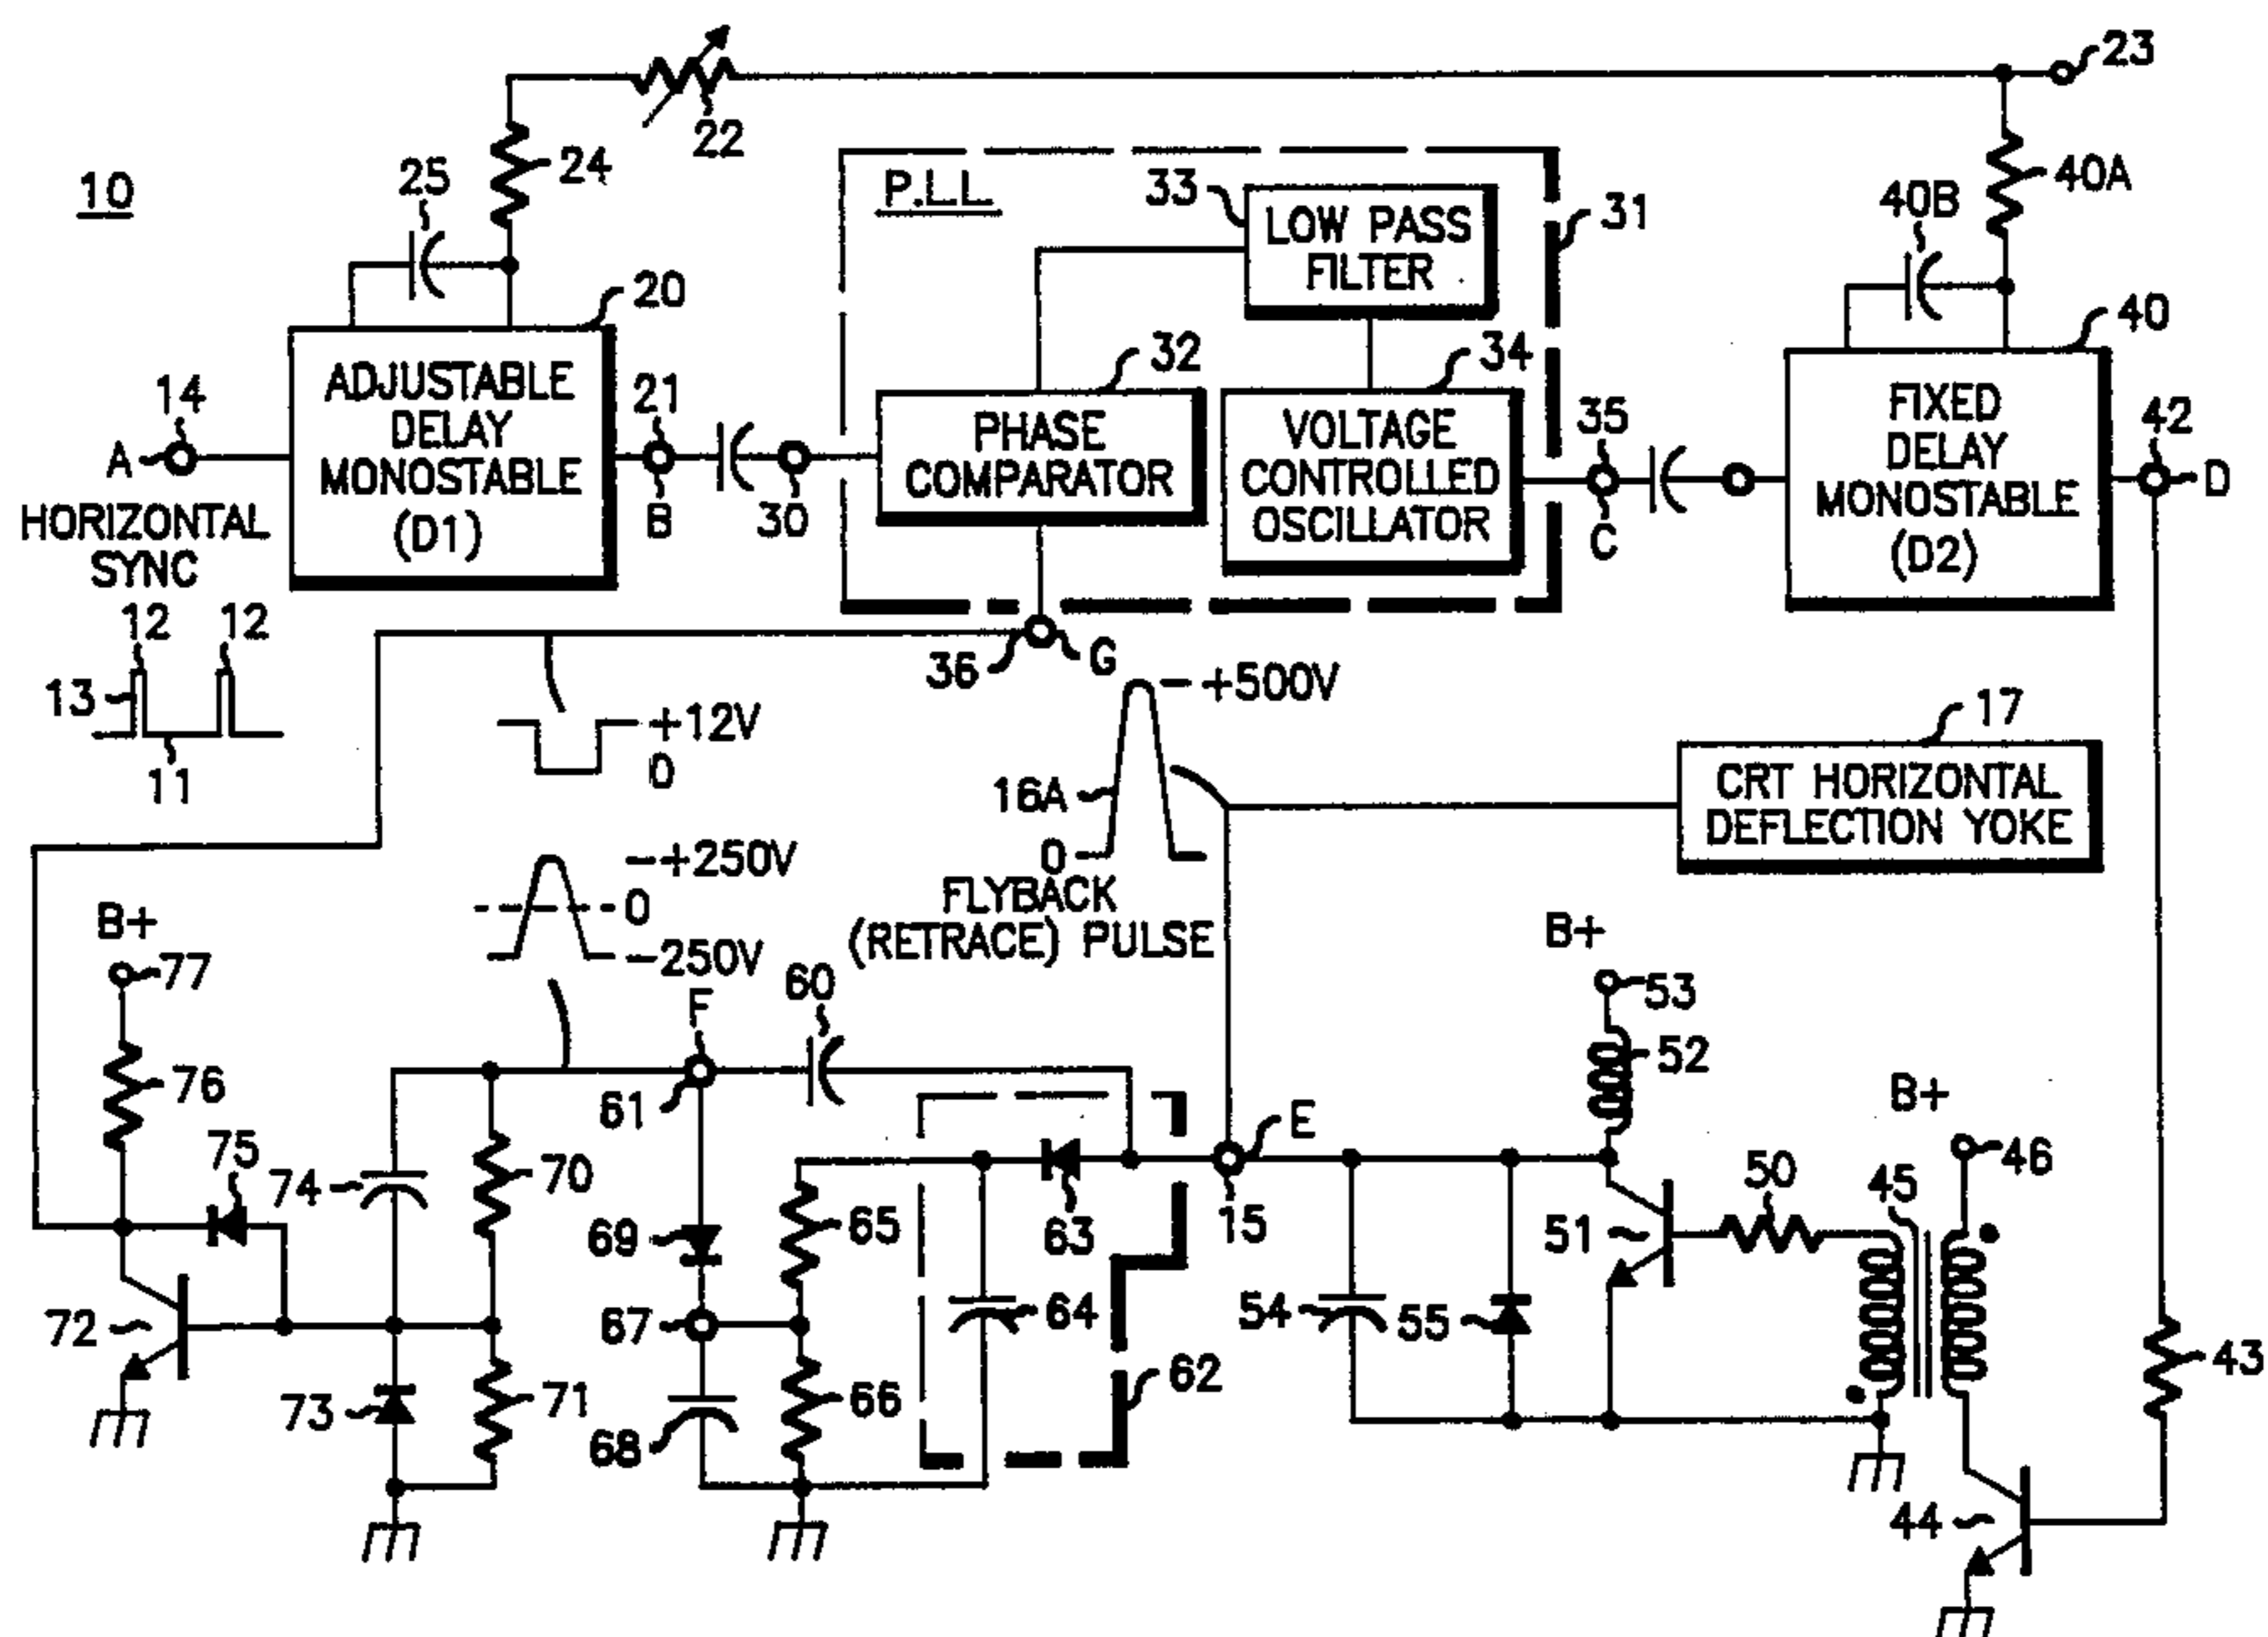 10
25
24
22
23
20
P.L.L.
33
LOW PASS
FILTER
31
40B
40A
40
14
A
HORIZONTAL
SYNC
ADJUSTABLE
DELAY
MONOSTABLE
(D1)
21
B
30
32
PHASE
COMPARATOR
34
VOLTAGE
CONTROLLED
OSCILLATOR
35
C
FIXED
DELAY
MONOSTABLE
(D2)
42
D
12
12
13
11
36
G
+12V
0
+500V
16A
0
FLYBACK
(RETRACE) PULSE
17
CRT HORIZONTAL
DEFLECTION YOKE
+250V
0
-250V
B+
77
76
75
74
70
72
73
71
F
61
60
69
67
68
65
66
63
64
62
E
15
B+
53
52
54
55
51
50
45
B+
46
43
44